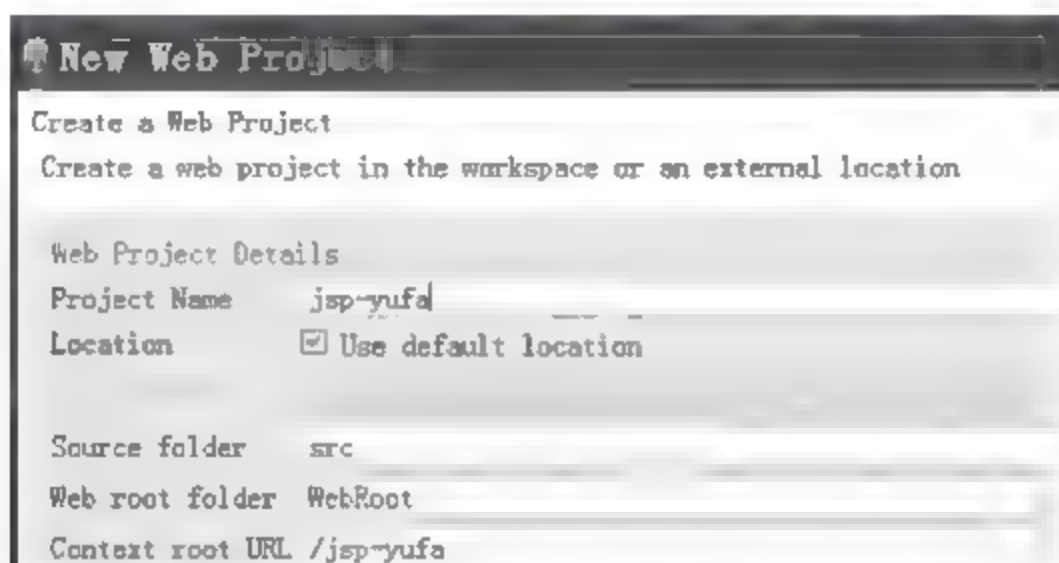 New Web Project
Create a Web Project
Create a web project in the workspace or an external location
Web Project Details
Project Name jsp-yufa
Location Use default location
Source folder src
Web root folder WebRoot
Context root URL /jsp-yufa